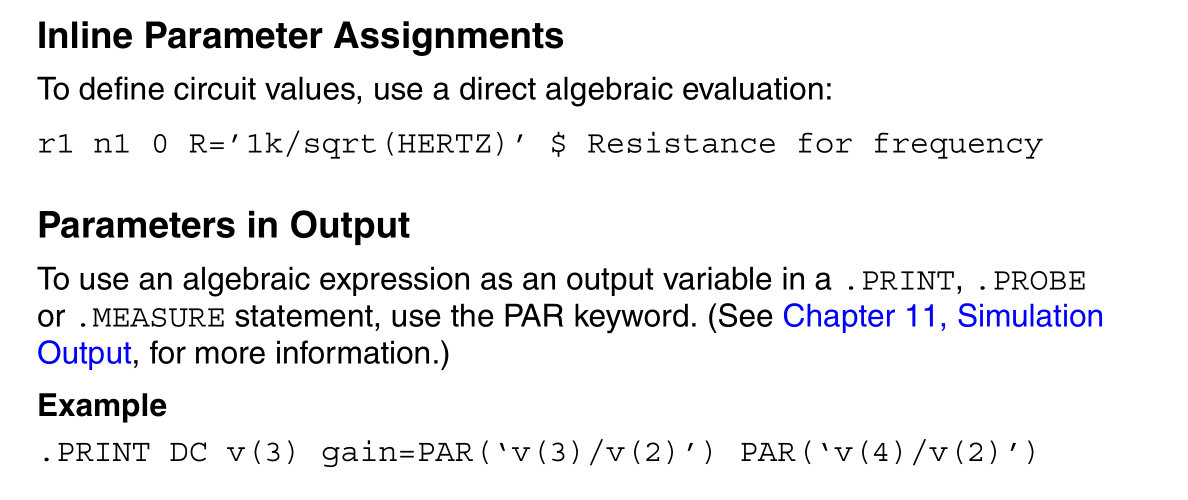 Inline Parameter Assignments
To define circuit values, use a direct algebraic evaluation:
r1 n1 0 R=’1k/sqrt(HERTZ)’ $ Resistance for frequency
Parameters in Output
To use an algebraic expression as an output variable in a .PRINT, .PROBE
or .MEASURE statement, use the PAR keyword. (See Chapter 11, Simulation
Output, for more information.)
Example
.PRINT DC v(3) gain=PAR(‘v(3)/v(2)’) PAR(‘v(4)/v(2)’)